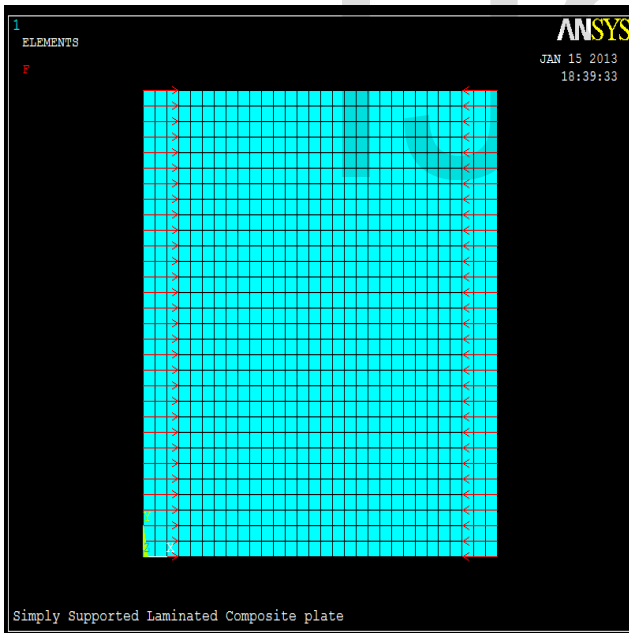 1
ELEMENTS
F
ANSYS
JAN 15 2013
18:39:33
Y
Z X
Simply Supported Laminated Composite plate